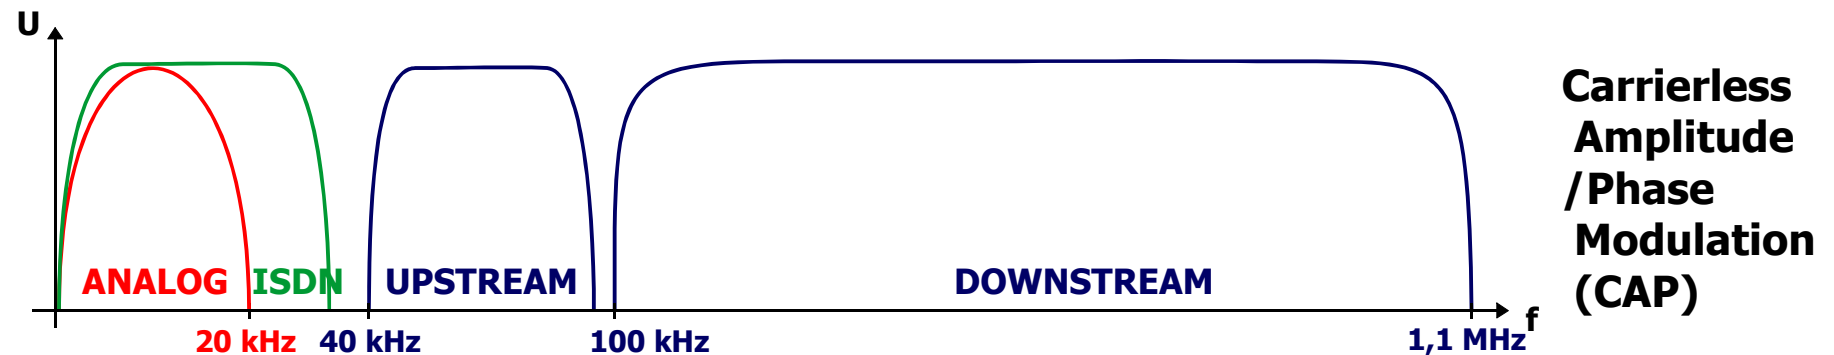 U
Carrierless
Amplitude
/Phase
Modulation
(CAP)
ANALOG ISDN UPSTREAM DOWNSTREAM
20 kHz 40 kHz 100 kHz 1,1 MHz f